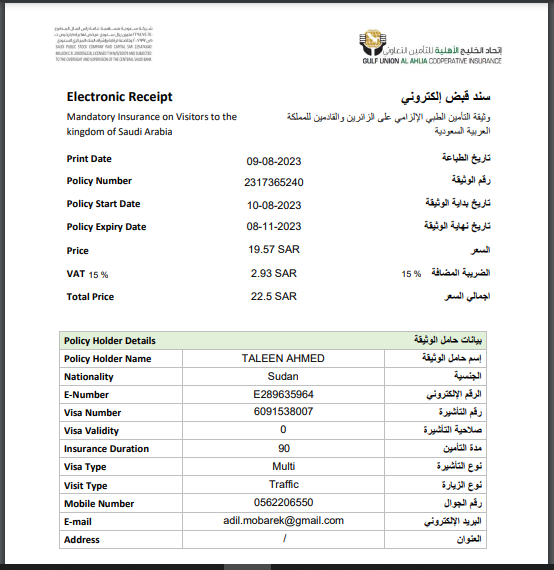 إتحاد الخليج الأهلية للتأمين التعاوني
GULF UNION AL AHLIA COOPERATIVE INSURANCE
Electronic Receipt
سند قبض إلكتروني
Mandatory Insurance on Visitors to the
kingdom of Saudi Arabia
وثيقة التأمين الطبي الإلزامي على الزائرين والقادمين للمملكة
العربية السعودية
Print Date 09-08-2023 تاريخ الطباعة
Policy Number 2317365240 رقم الوثيقة
Policy Start Date 10-08-2023 تاريخ بداية الوثيقة
Policy Expiry Date 08-11-2023 تاريخ نهاية الوثيقة
Price 19.57 SAR السعر
VAT 15 % 2.93 SAR 15 % الضريبة المضافة
Total Price 22.5 SAR اجمالي السعر
Policy Holder Details بيانات حامل الوثيقة
Policy Holder Name TALEEN AHMED إسم حامل الوثيقة
Nationality Sudan الجنسية
E-Number E289635964 الرقم الإلكتروني
Visa Number 6091538007 رقم التأشيرة
Visa Validity 0 صلاحية التأشيرة
Insurance Duration 90 مدة التأمين
Visa Type Multi نوع التأشيرة
Visit Type Traffic نوع الزيارة
Mobile Number 0562206550 رقم الجوال
E-mail adil.mobarek@gmail.com البريد الإلكتروني
Address / العنوان